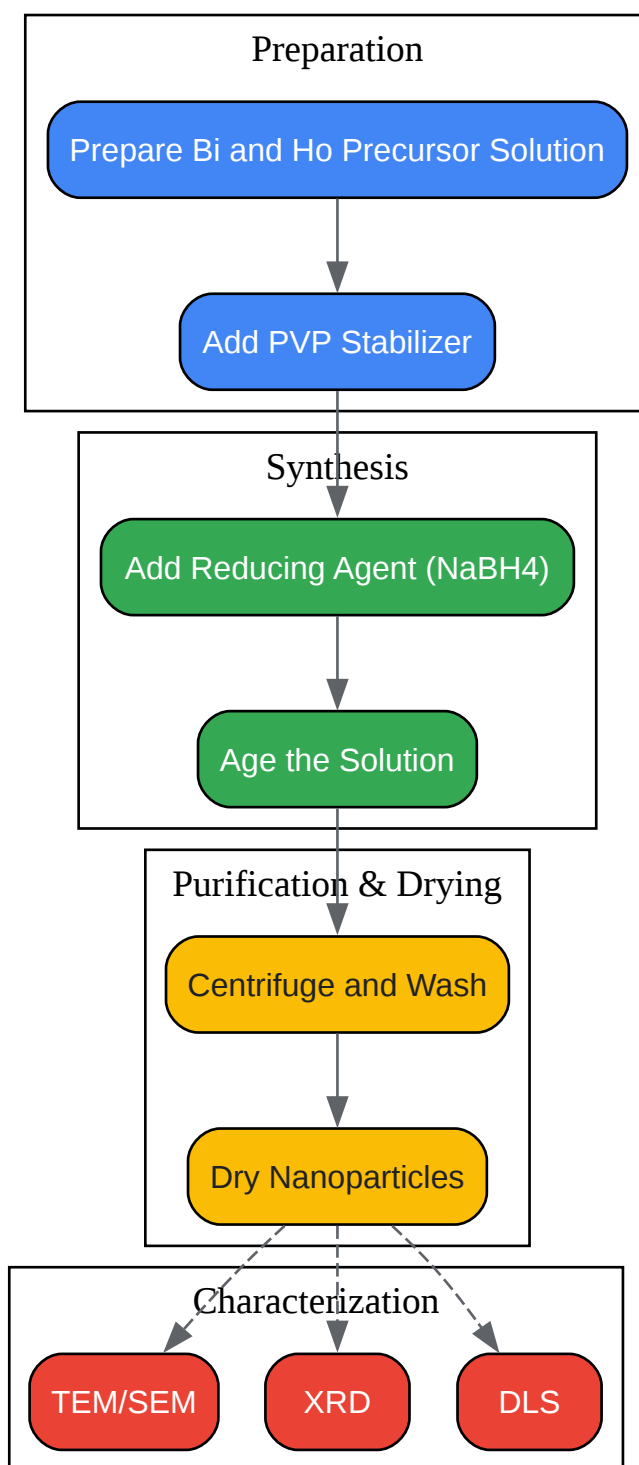 Preparation
Prepare Bi and Ho Precursor Solution
Add PVP Stabilizer
Synthesis
Add Reducing Agent (NaBH4)
Age the Solution
Purification & Drying
Centrifuge and Wash
Dry Nanoparticles
Characterization
TEM/SEM
XRD
DLS